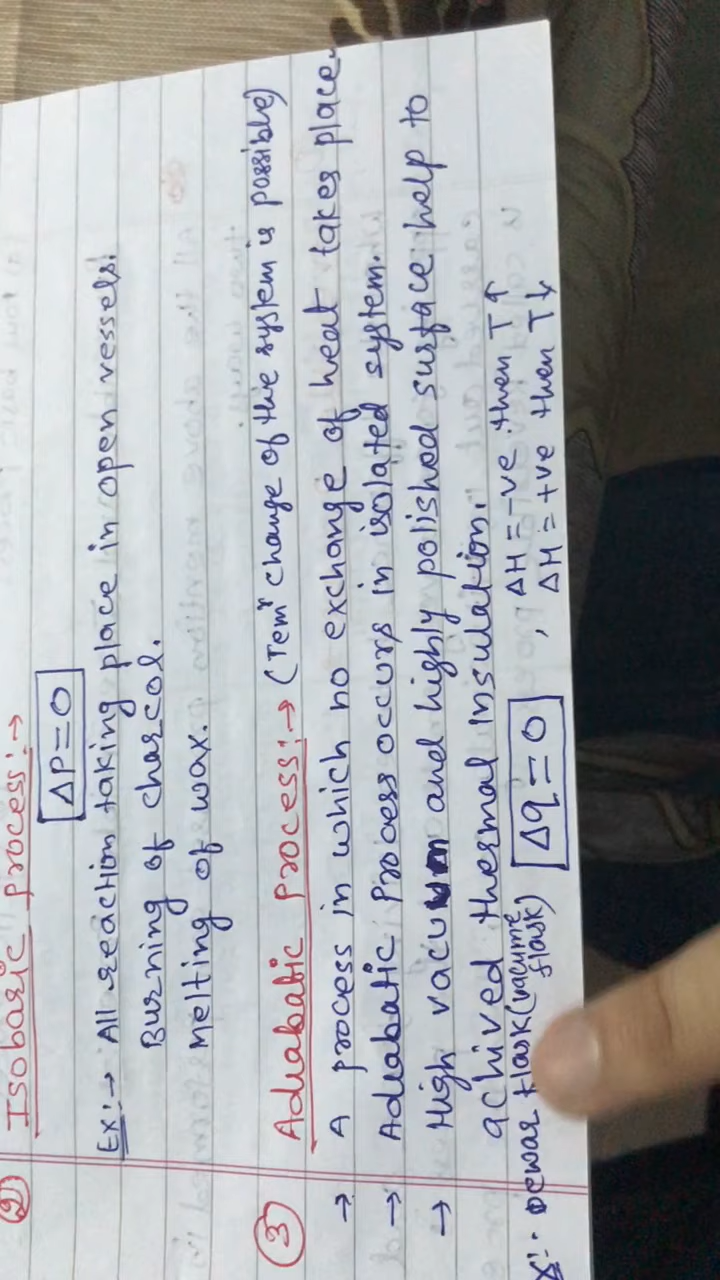 ② Isobaric process:→
ΔP=0
Ex:→ All reaction taking place in open vessels.
Burning of charcol.
Melting of wax.
③ Adiabatic process:→ (Temʳ change of the system is possible)
→ A process in which no exchange of heat takes place.
→ Adiabatic Process occurs in isolated system.
→ High vacuum and highly polished surface help to
achived thermal insulation.
Dewar flask (vacume flask) Δq=0 , ΔH=-ve then T↑
ΔH=+ve then T↓